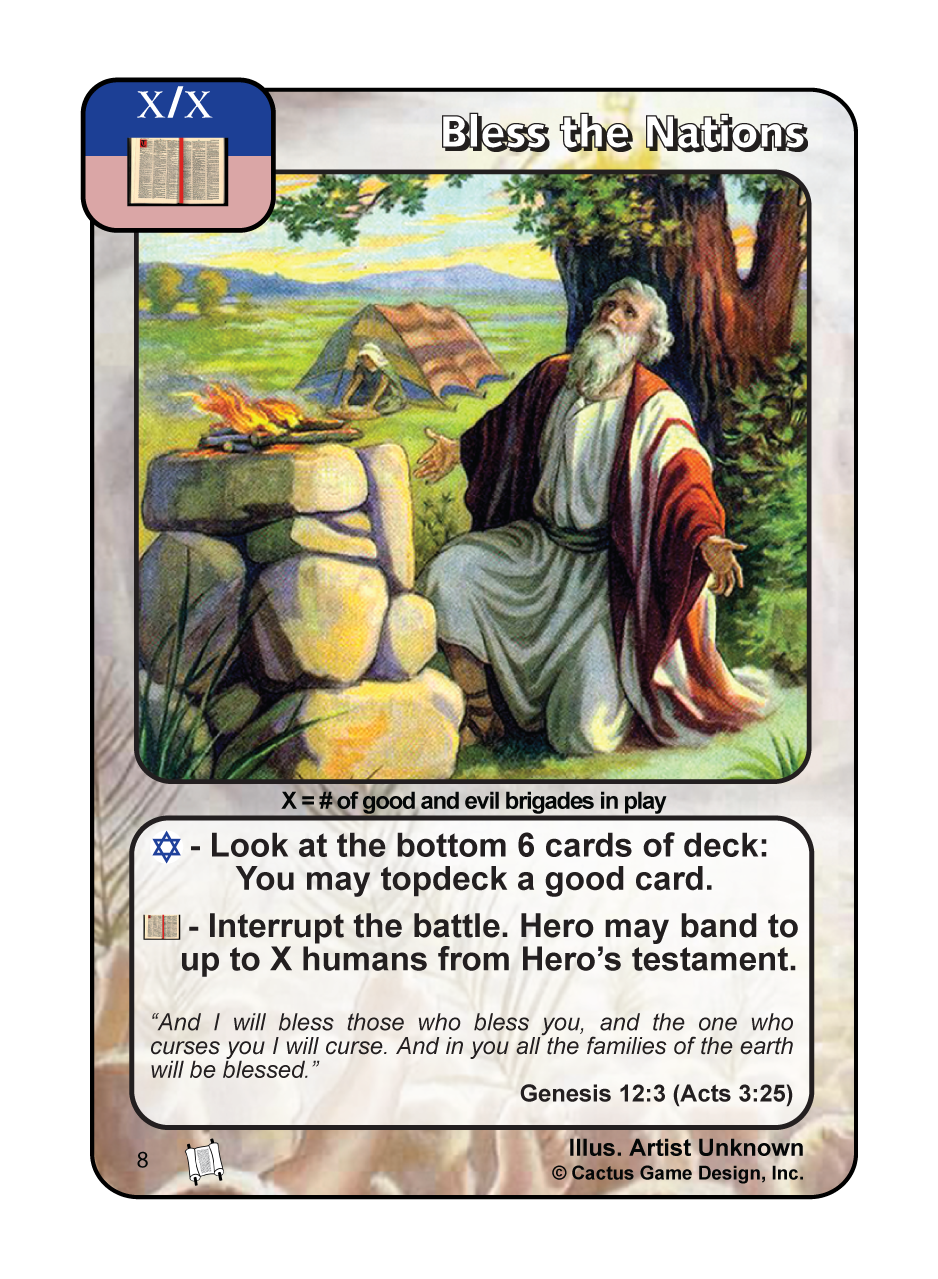 X/X
Bless the Nations
X = # of good and evil brigades in play
✡ - Look at the bottom 6 cards of deck:
You may topdeck a good card.
- Interrupt the battle. Hero may band to
up to X humans from Hero’s testament.
“And I will bless those who bless you, and the one who
curses you I will curse. And in you all the families of the earth
will be blessed.”
Genesis 12:3 (Acts 3:25)
8
Illus. Artist Unknown
© Cactus Game Design, Inc.